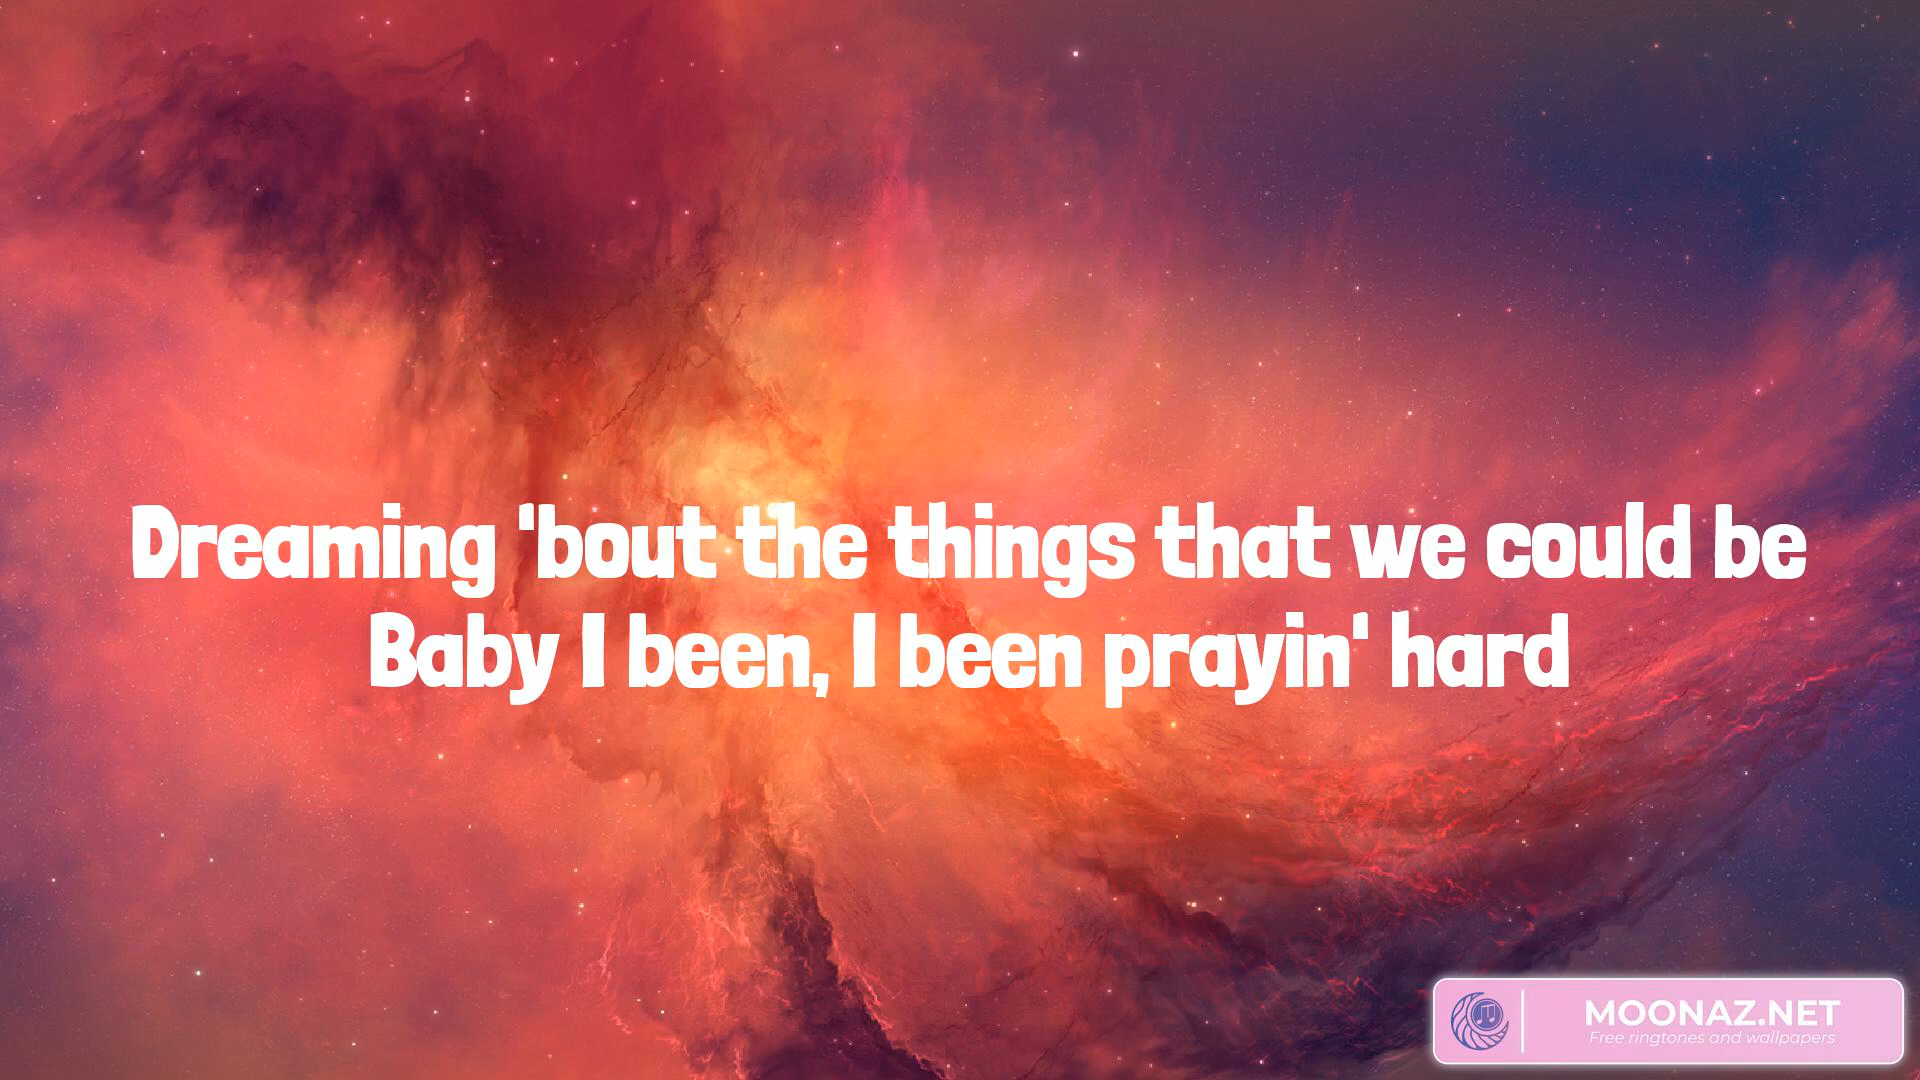 Dreaming 'bout the things that we could be
Baby I been, I been prayin' hard
MOONAZ.NET
Free ringtones and wallpapers